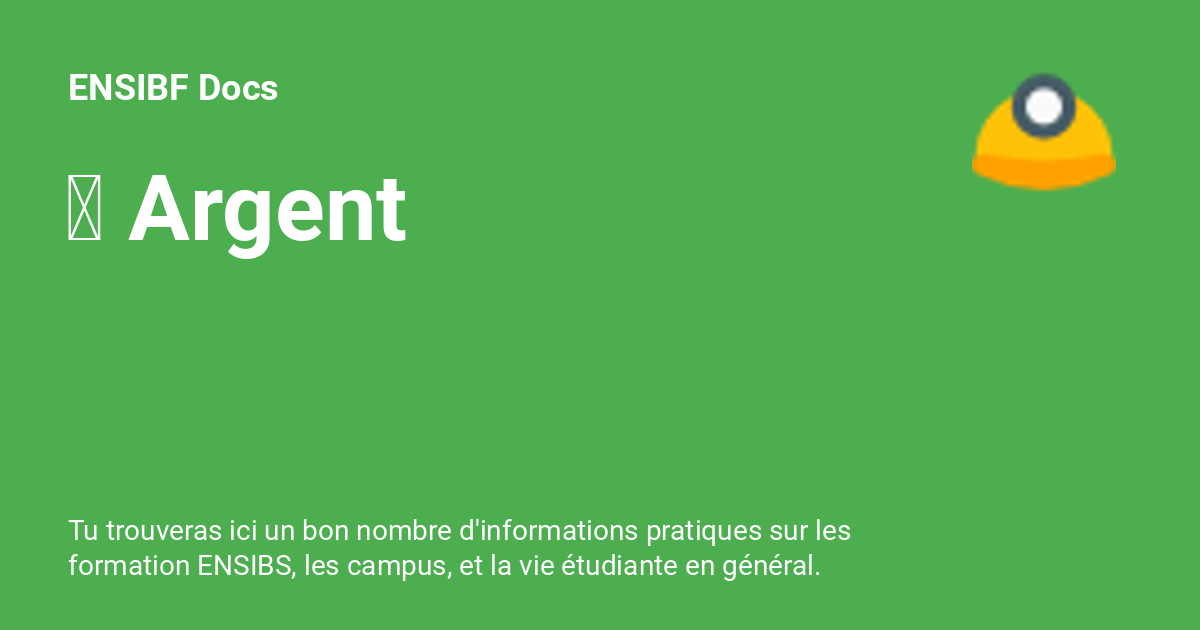 ENSIBF Docs
Argent
Tu trouveras ici un bon nombre d'informations pratiques sur les
formation ENSIBS, les campus, et la vie étudiante en général.